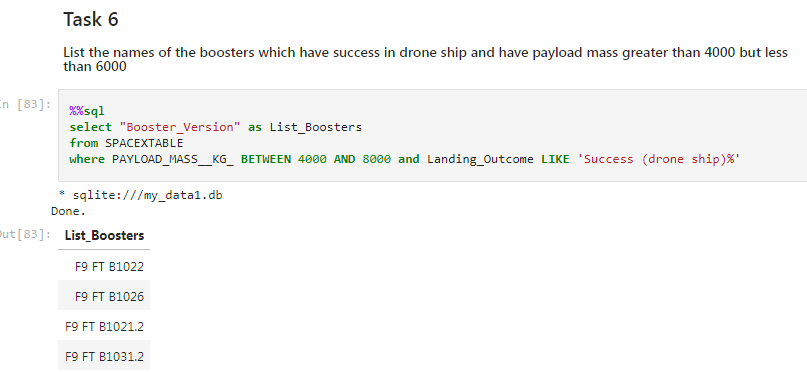 Task 6
List the names of the boosters which have success in drone ship and have payload mass greater than 4000 but less
than 6000
n [83]:
%%sql
select "Booster_Version" as List_Boosters
from SPACEXTABLE
where PAYLOAD_MASS__KG_ BETWEEN 4000 AND 8000 and Landing_Outcome LIKE 'Success (drone ship)%'
* sqlite:///my_data1.db
Done.
Out[83]:
List_Boosters
F9 FT B1022
F9 FT B1026
F9 FT B1021.2
F9 FT B1031.2